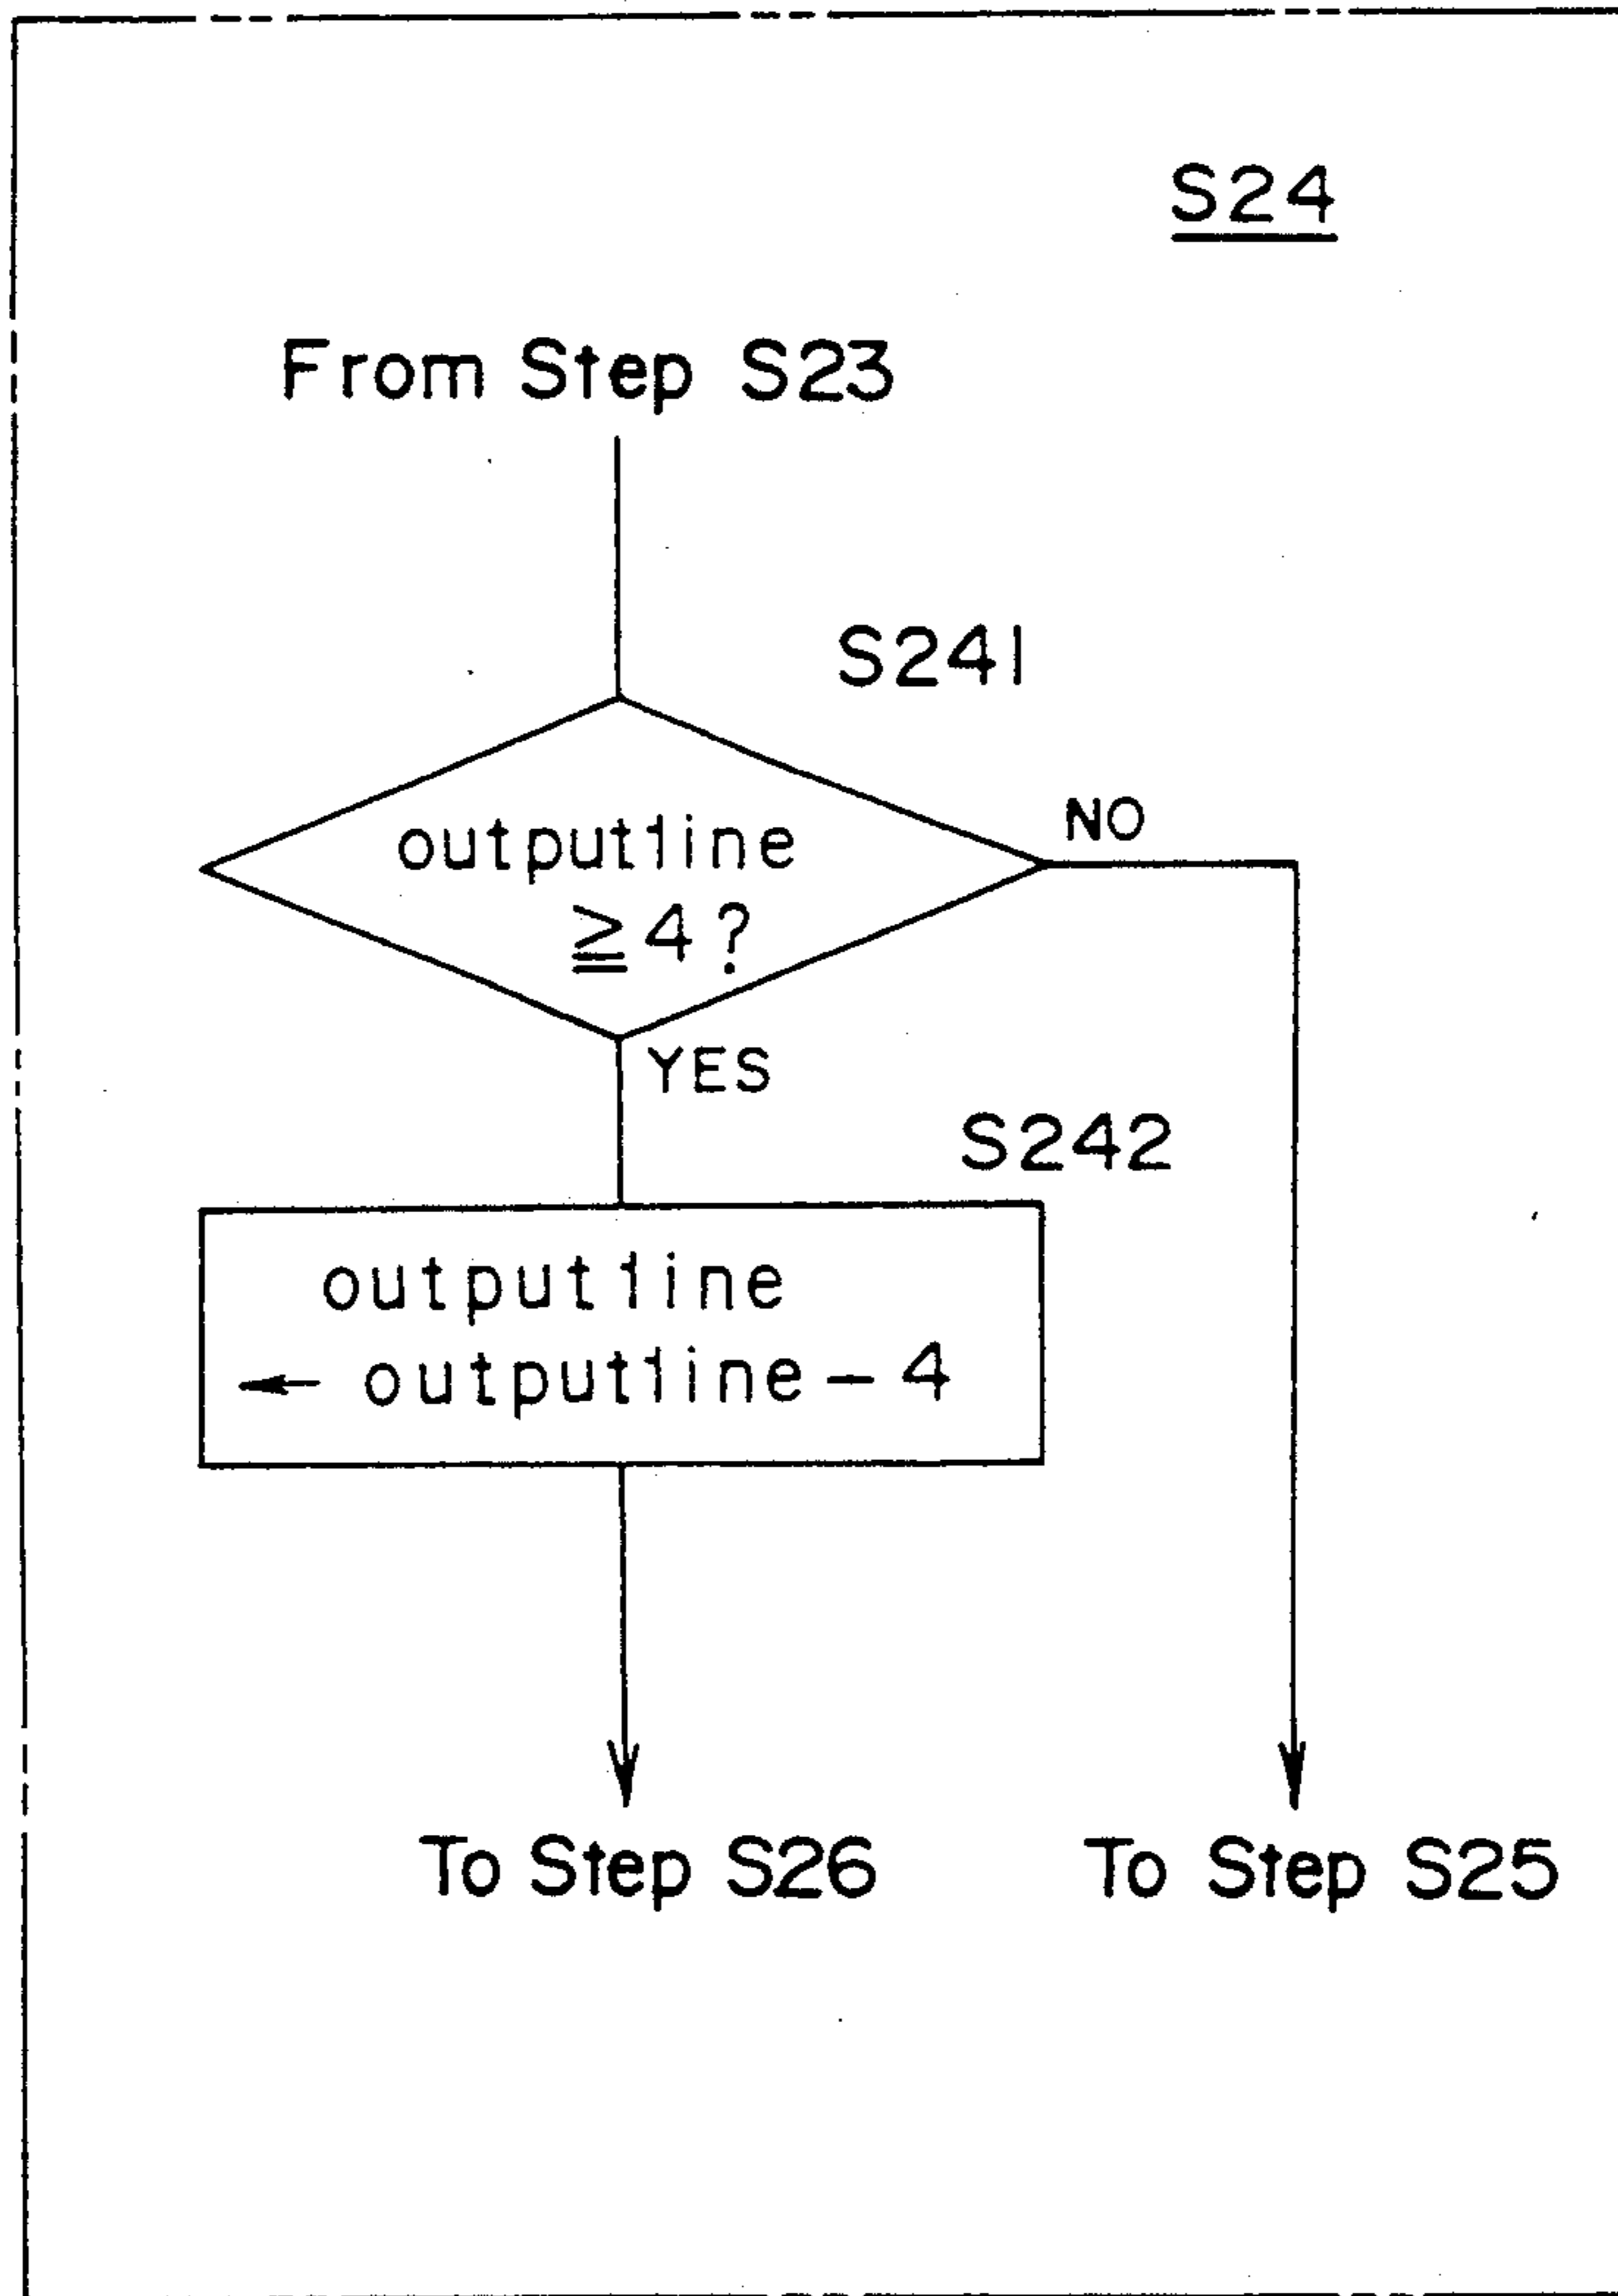 S24
From Step S23
S241
outputline
≧4?
NO
YES
S242
outputline
← outputline-4
To Step S26
To Step S25